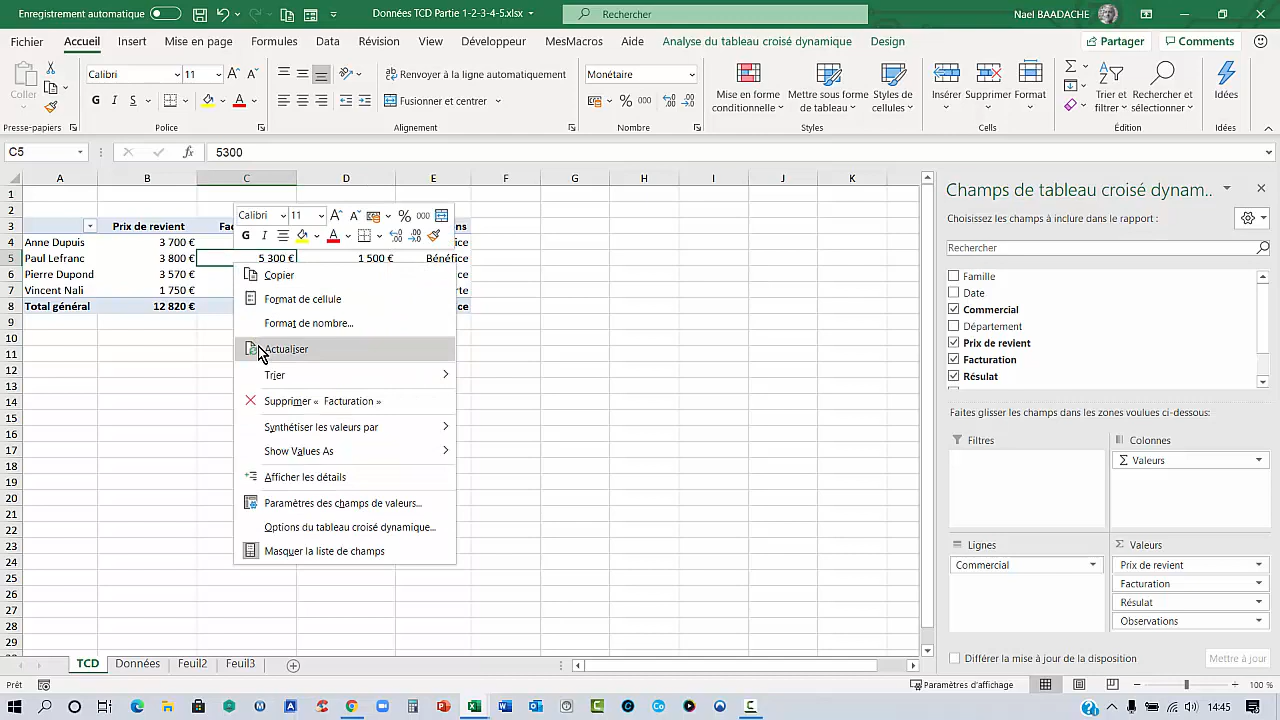 Enregistrement automatique
Données TCD Partie 1-2-3-4-5.xlsx
Rechercher
Nael BAADACHE
Fichier Accueil Insert Mise en page Formules Data Révision View Développeur MesMacros Aide Analyse du tableau croisé dynamique Design Partager Comments
Coller
Calibri 11
Renvoyer à la ligne automatiquement
Monétaire
G I S
Fusionner et centrer
% 000
Mise en forme conditionnelle
Mettre sous forme de tableau
Styles de cellules
Insérer Supprimer Format
Trier et filtrer
Rechercher et sélectionner
Idées
Presse-papiers Police Alignement Nombre Styles Cells Édition Idées
C5 fx 5300
A B C D E F G H I J K
1
2
3 Prix de revient Fac ns
4 Anne Dupuis 3 700 € ice
5 Paul Lefranc 3 800 € 5 300 € 1 500 € Bénéfice
6 Pierre Dupond 3 570 € ice
7 Vincent Nali 1 750 € rte
8 Total général 12 820 € ice
9
10
11
12
13
14
15
16
17
18
19
20
21
22
23
24
25
26
27
28
29
Calibri 11 % 000
G I
Copier
Format de cellule
Format de nombre...
Actualiser
Trier
Supprimer « Facturation »
Synthétiser les valeurs par
Show Values As
Afficher les détails
Paramètres des champs de valeurs...
Options du tableau croisé dynamique...
Masquer la liste de champs
Champs de tableau croisé dynam...
Choisissez les champs à inclure dans le rapport :
Rechercher
Famille
Date
Commercial
Département
Prix de revient
Facturation
Résulat
Faites glisser les champs dans les zones voulues ci-dessous:
Filtres
Colonnes
Σ Valeurs
Lignes
Commercial
Σ Valeurs
Prix de revient
Facturation
Résulat
Observations
Différer la mise à jour de la disposition
Mettre à jour
TCD Données Feuil2 Feuil3
Prêt
Paramètres d'affichage
100 %
14:45